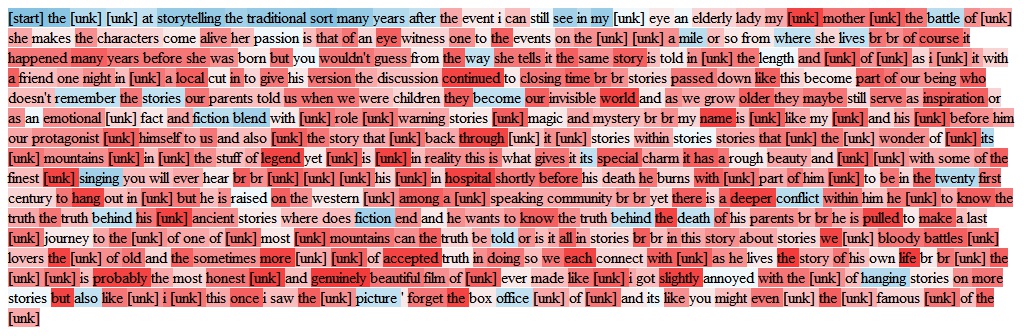 [start] the [unk] [unk] at storytelling the traditional sort many years after the event i can still see in my [unk] eye an elderly lady my [unk] mother [unk] the battle of [unk]
she makes the characters come alive her passion is that of an eye witness one to the events on the [unk] [unk] a mile or so from where she lives br br of course it
happened many years before she was born but you wouldn't guess from the way she tells it the same story is told in [unk] the length and [unk] of [unk] as i [unk] it with
a friend one night in [unk] a local cut in to give his version the discussion continued to closing time br br stories passed down like this become part of our being who
doesn't remember the stories our parents told us when we were children they become our invisible world and as we grow older they maybe still serve as inspiration or
as an emotional [unk] fact and fiction blend with [unk] role [unk] warning stories [unk] magic and mystery br br my name is [unk] like my [unk] and his [unk] before him
our protagonist [unk] himself to us and also [unk] the story that [unk] back through [unk] it [unk] stories within stories stories that [unk] the [unk] wonder of [unk] its
[unk] mountains [unk] in [unk] the stuff of legend yet [unk] is [unk] in reality this is what gives it its special charm it has a rough beauty and [unk] [unk] with some of the
finest [unk] singing you will ever hear br br [unk] [unk] [unk] his [unk] in hospital shortly before his death he burns with [unk] part of him [unk] to be in the twenty first
century to hang out in [unk] but he is raised on the western [unk] among a [unk] speaking community br br yet there is a deeper conflict within him he [unk] to know the
truth the truth behind his [unk] ancient stories where does fiction end and he wants to know the truth behind the death of his parents br br he is pulled to make a last
[unk] journey to the [unk] of one of [unk] most [unk] mountains can the truth be told or is it all in stories br br in this story about stories we [unk] bloody battles [unk]
lovers the [unk] of old and the sometimes more [unk] of accepted truth in doing so we each connect with [unk] as he lives the story of his own life br br [unk] the
[unk] [unk] is probably the most honest [unk] and genuinely beautiful film of [unk] ever made like [unk] i got slightly annoyed with the [unk] of hanging stories on more
stories but also like [unk] i [unk] this once i saw the [unk] picture ' forget the box office [unk] of [unk] and its like you might even [unk] the [unk] famous [unk] of the
[unk]